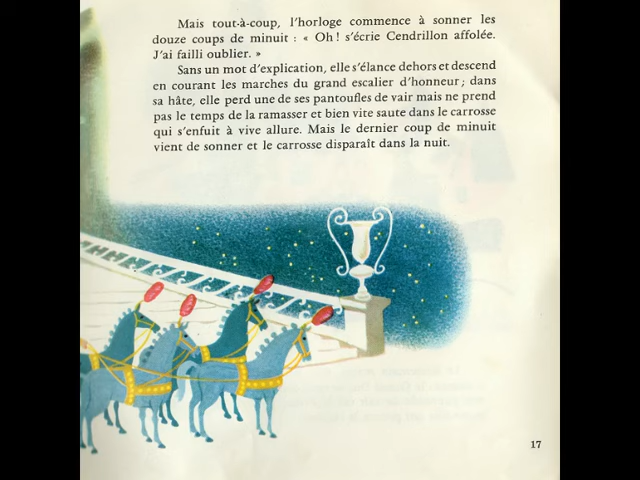 Mais tout-à-coup, l'horloge commence à sonner les
douze coups de minuit : « Oh ! s'écrie Cendrillon affolée.
J'ai failli oublier. »
Sans un mot d'explication, elle s'élance dehors et descend
en courant les marches du grand escalier d'honneur ; dans
sa hâte, elle perd une de ses pantoufles de vair mais ne prend
pas le temps de la ramasser et bien vite saute dans le carrosse
qui s'enfuit à vive allure. Mais le dernier coup de minuit
vient de sonner et le carrosse disparaît dans la nuit.
17